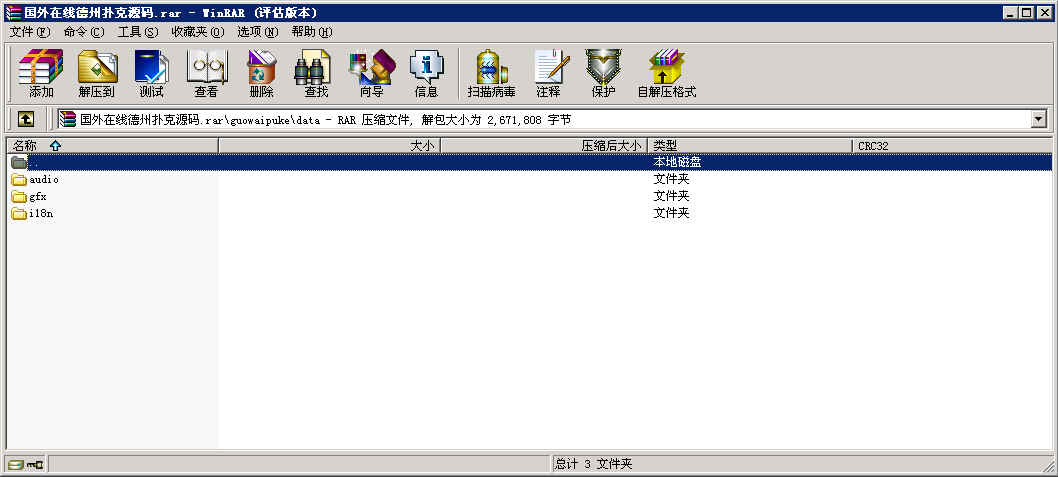 国外在线德州扑克源码.rar - WinRAR (评估版本)
文件(F) 命令(C) 工具(S) 收藏夹(O) 选项(N) 帮助(H)
添加 解压到 测试 查看 删除 查找 向导 信息 扫描病毒 注释 保护 自解压格式
国外在线德州扑克源码.rar\guowaipuke\data - RAR 压缩文件, 解包大小为 2,671,808 字节
名称 大小 压缩后大小 类型 CRC32
.. 本地磁盘
audio 文件夹
gfx 文件夹
i18n 文件夹
总计 3 文件夹